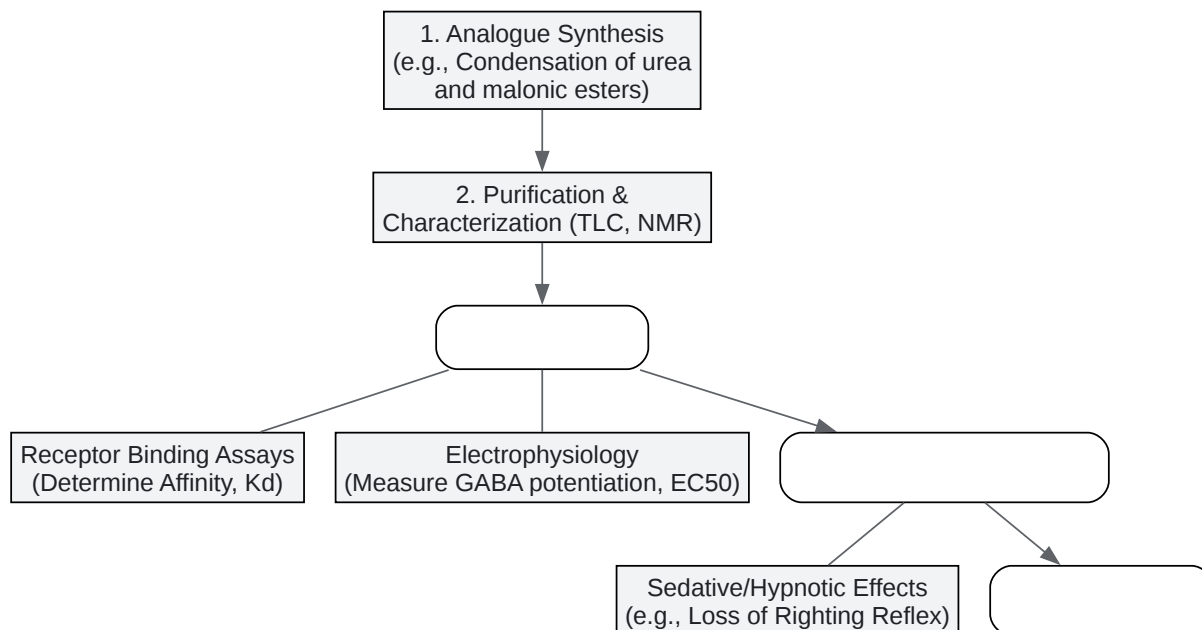 1. Analogue Synthesis
(e.g., Condensation of urea
and malonic esters)
2. Purification &
Characterization (TLC, NMR)
Receptor Binding Assays
(Determine Affinity, Kd)
Electrophysiology
(Measure GABA potentiation, EC50)
Sedative/Hypnotic Effects
(e.g., Loss of Righting Reflex)